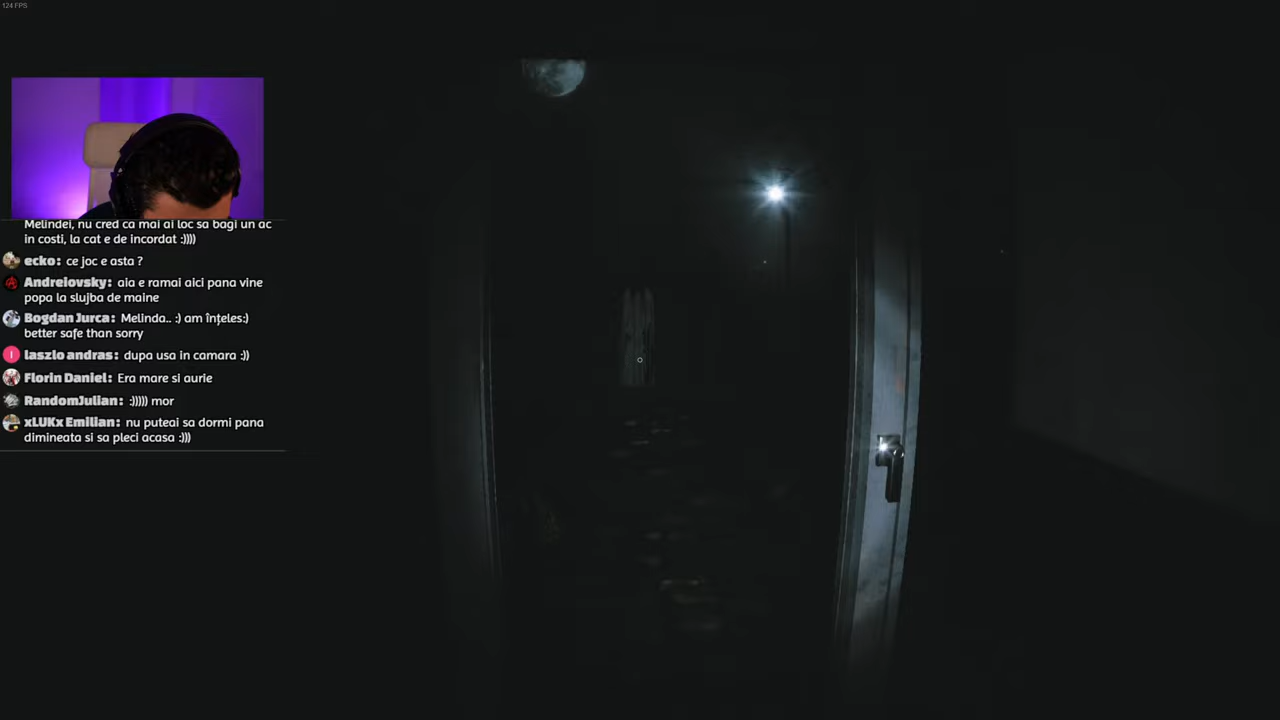 124 FPS
Melindei, nu cred ca mai ai loc sa bagi un ac
in costi, la cat e de incordat :))))
ecko: ce joc e asta ?
Andreiovsky: aia e ramai aici pana vine
popa la slujba de maine
Bogdan Jurca: Melinda.. :) am înțeles:)
better safe than sorry
laszlo andras: dupa usa in camara :))
Florin Daniel: Era mare si aurie
RandomJulian: :))))) mor
xLUKx Emilian: nu puteai sa dormi pana
dimineata si sa pleci acasa :)))